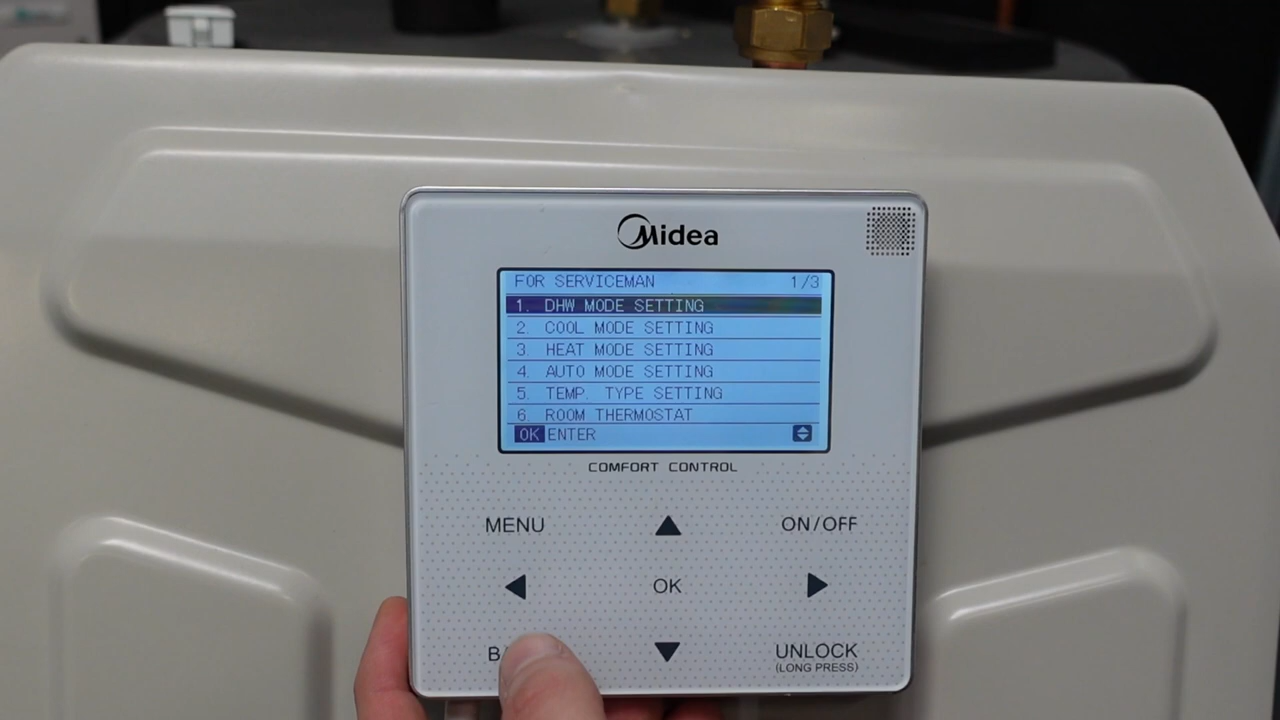 Midea
FOR SERVICEMAN 1/3
1. DHW MODE SETTING
2. COOL MODE SETTING
3. HEAT MODE SETTING
4. AUTO MODE SETTING
5. TEMP. TYPE SETTING
6. ROOM THERMOSTAT
OK ENTER
COMFORT CONTROL
MENU ON/OFF
OK
UNLOCK
(LONG PRESS)